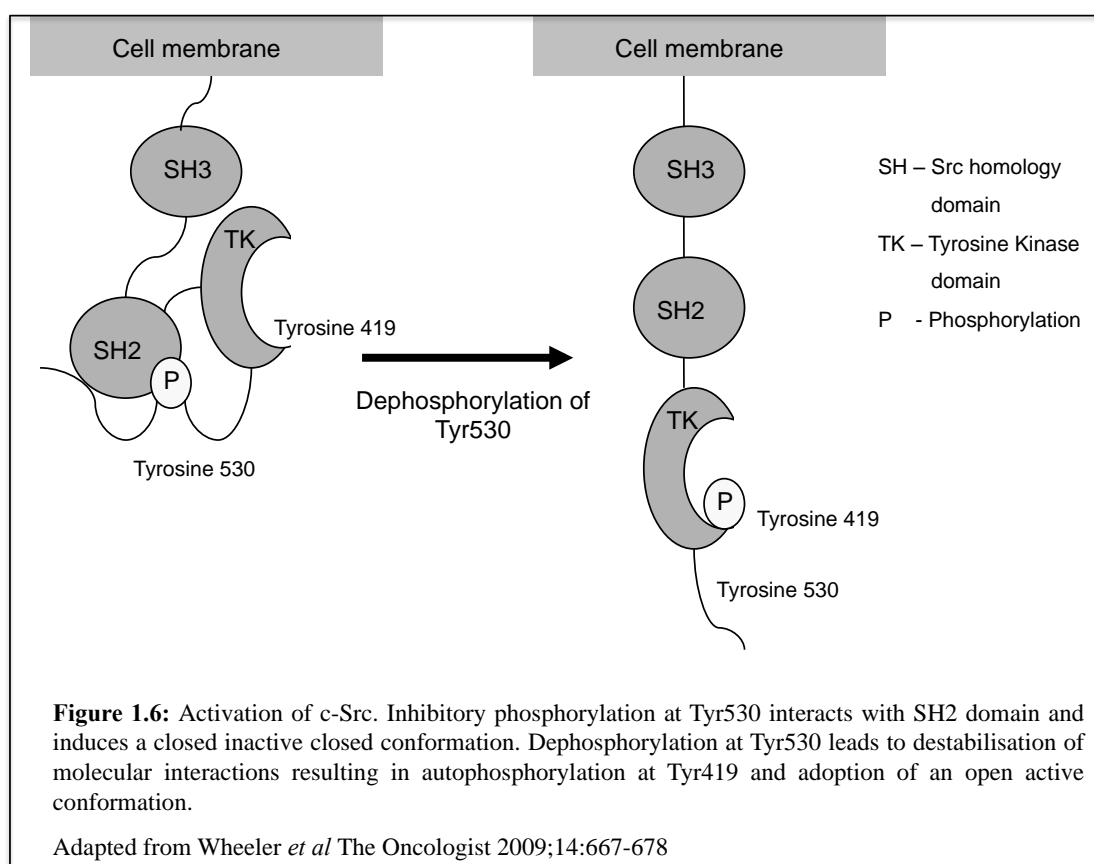 Cell membrane
SH3
TK
Tyrosine 419
SH2
P
Tyrosine 530
Dephosphorylation of
Tyr530
Cell membrane
SH3
SH2
TK
P
Tyrosine 419
Tyrosine 530
SH – Src homology
domain
TK – Tyrosine Kinase
domain
P - Phosphorylation
Figure 1.6: Activation of c-Src. Inhibitory phosphorylation at Tyr530 interacts with SH2 domain and
induces a closed inactive closed conformation. Dephosphorylation at Tyr530 leads to destabilisation of
molecular interactions resulting in autophosphorylation at Tyr419 and adoption of an open active
conformation.
Adapted from Wheeler et al The Oncologist 2009;14:667-678